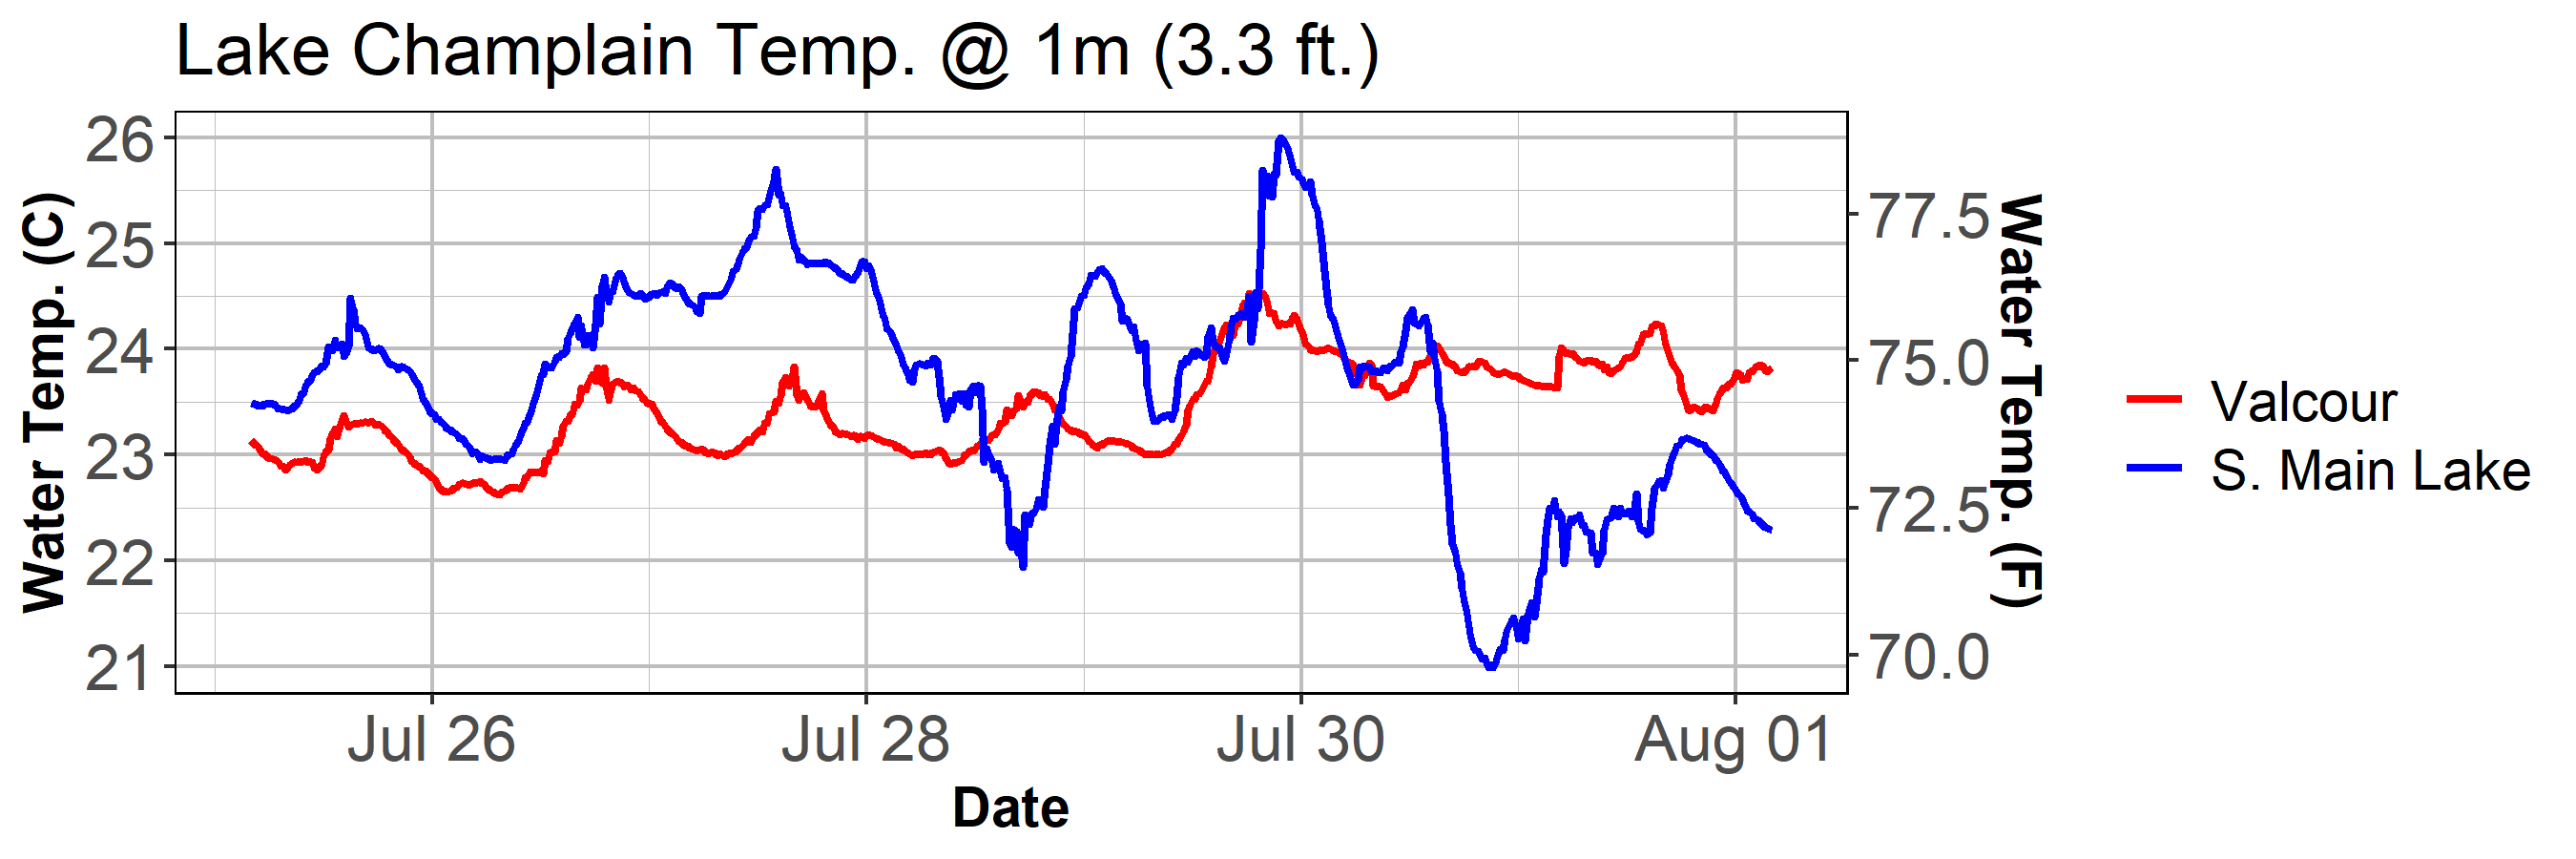 Lake Champlain Temp. @ 1m (3.3 ft.)
Water Temp. (C)
26
25
24
23
22
21
77.5
75.0
72.5
70.0
Water Temp. (F)
Jul 26
Jul 28
Jul 30
Aug 01
Date
Valcour
S. Main Lake